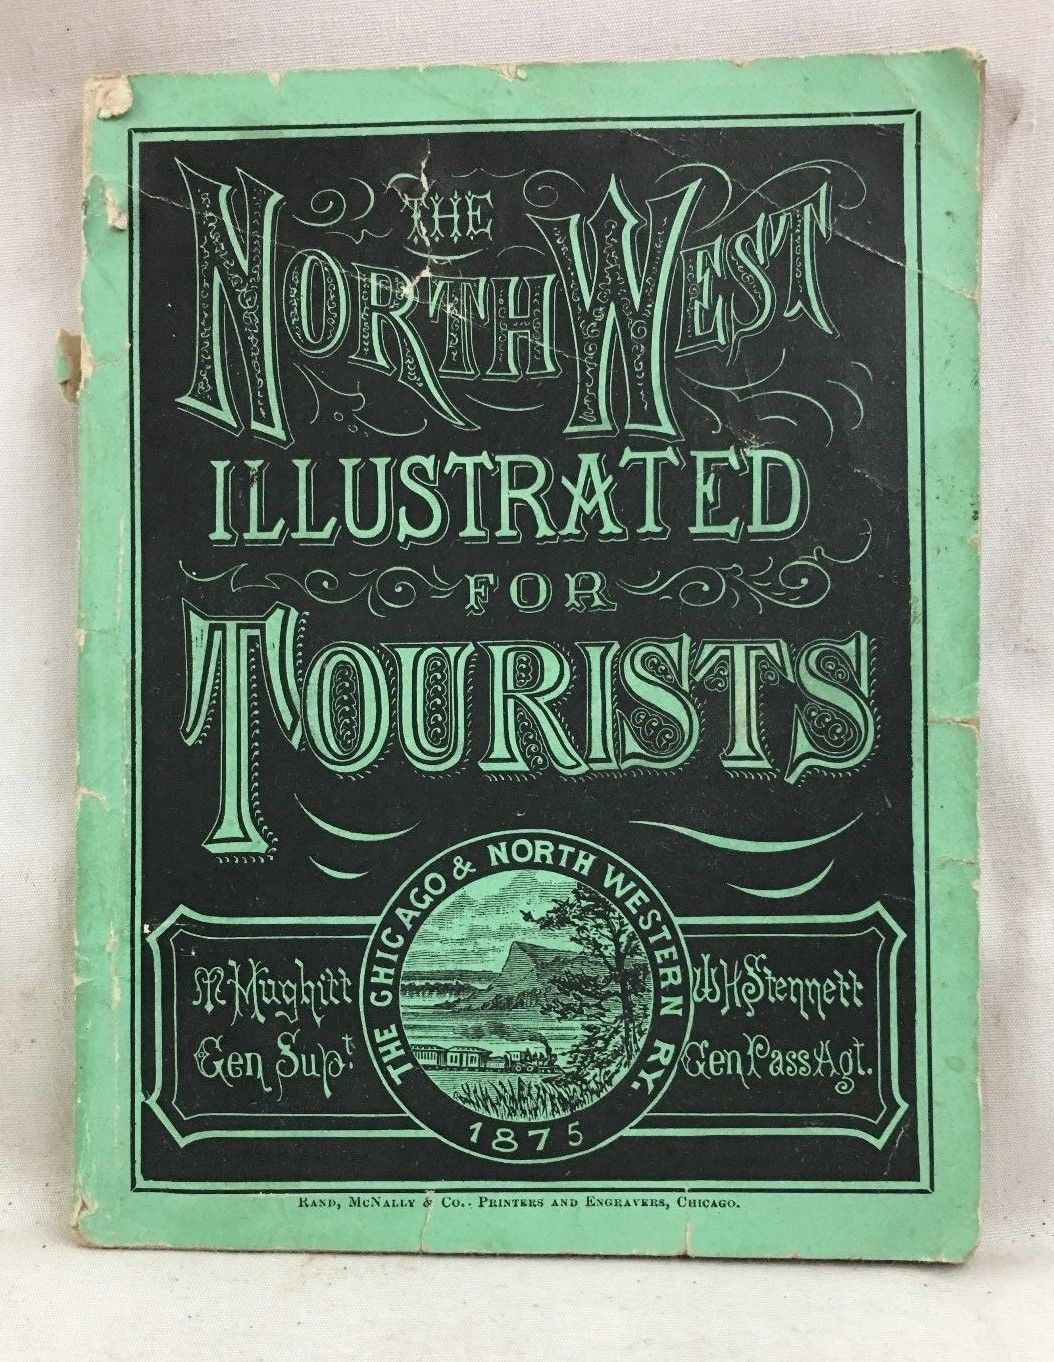 THE
NORTH WEST
ILLUSTRATED
FOR
TOURISTS
THE CHICAGO & NORTH WESTERN RY.
1875
M Hughitt
Gen Supt.
W H Stennett
Gen Pass Agt.
RAND, MCNALLY & CO., PRINTERS AND ENGRAVERS, CHICAGO.